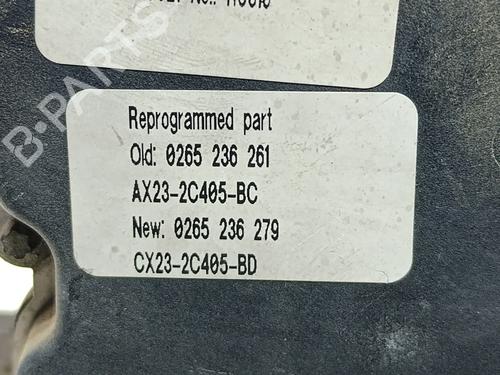 B-PARTS
Reprogrammed part
Old: 0265 236 261
AX23-2C405-BC
New: 0265 236 279
CX23-2C405-BD